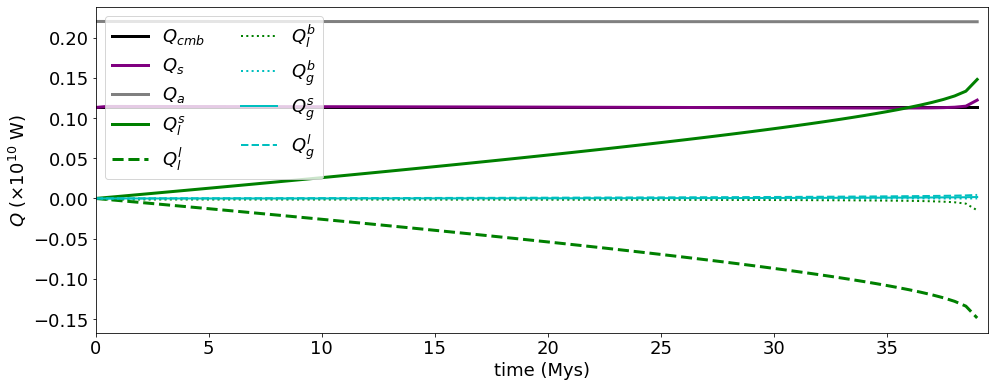 0.20
0.15
0.10
0.05
0.00
−0.05
−0.10
−0.15
Q (×10¹⁰ W)
Q_cmb
Q_s
Q_a
Q_l^s
Q_l^l
Q_l^b
Q_g^b
Q_g^s
Q_g^l
0 5 10 15 20 25 30 35
time (Mys)